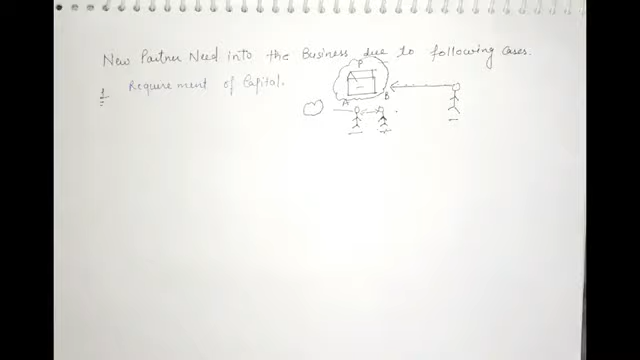 New Partner Need into the Business due to following cases.
1 Requirement of Capital.
P
A B